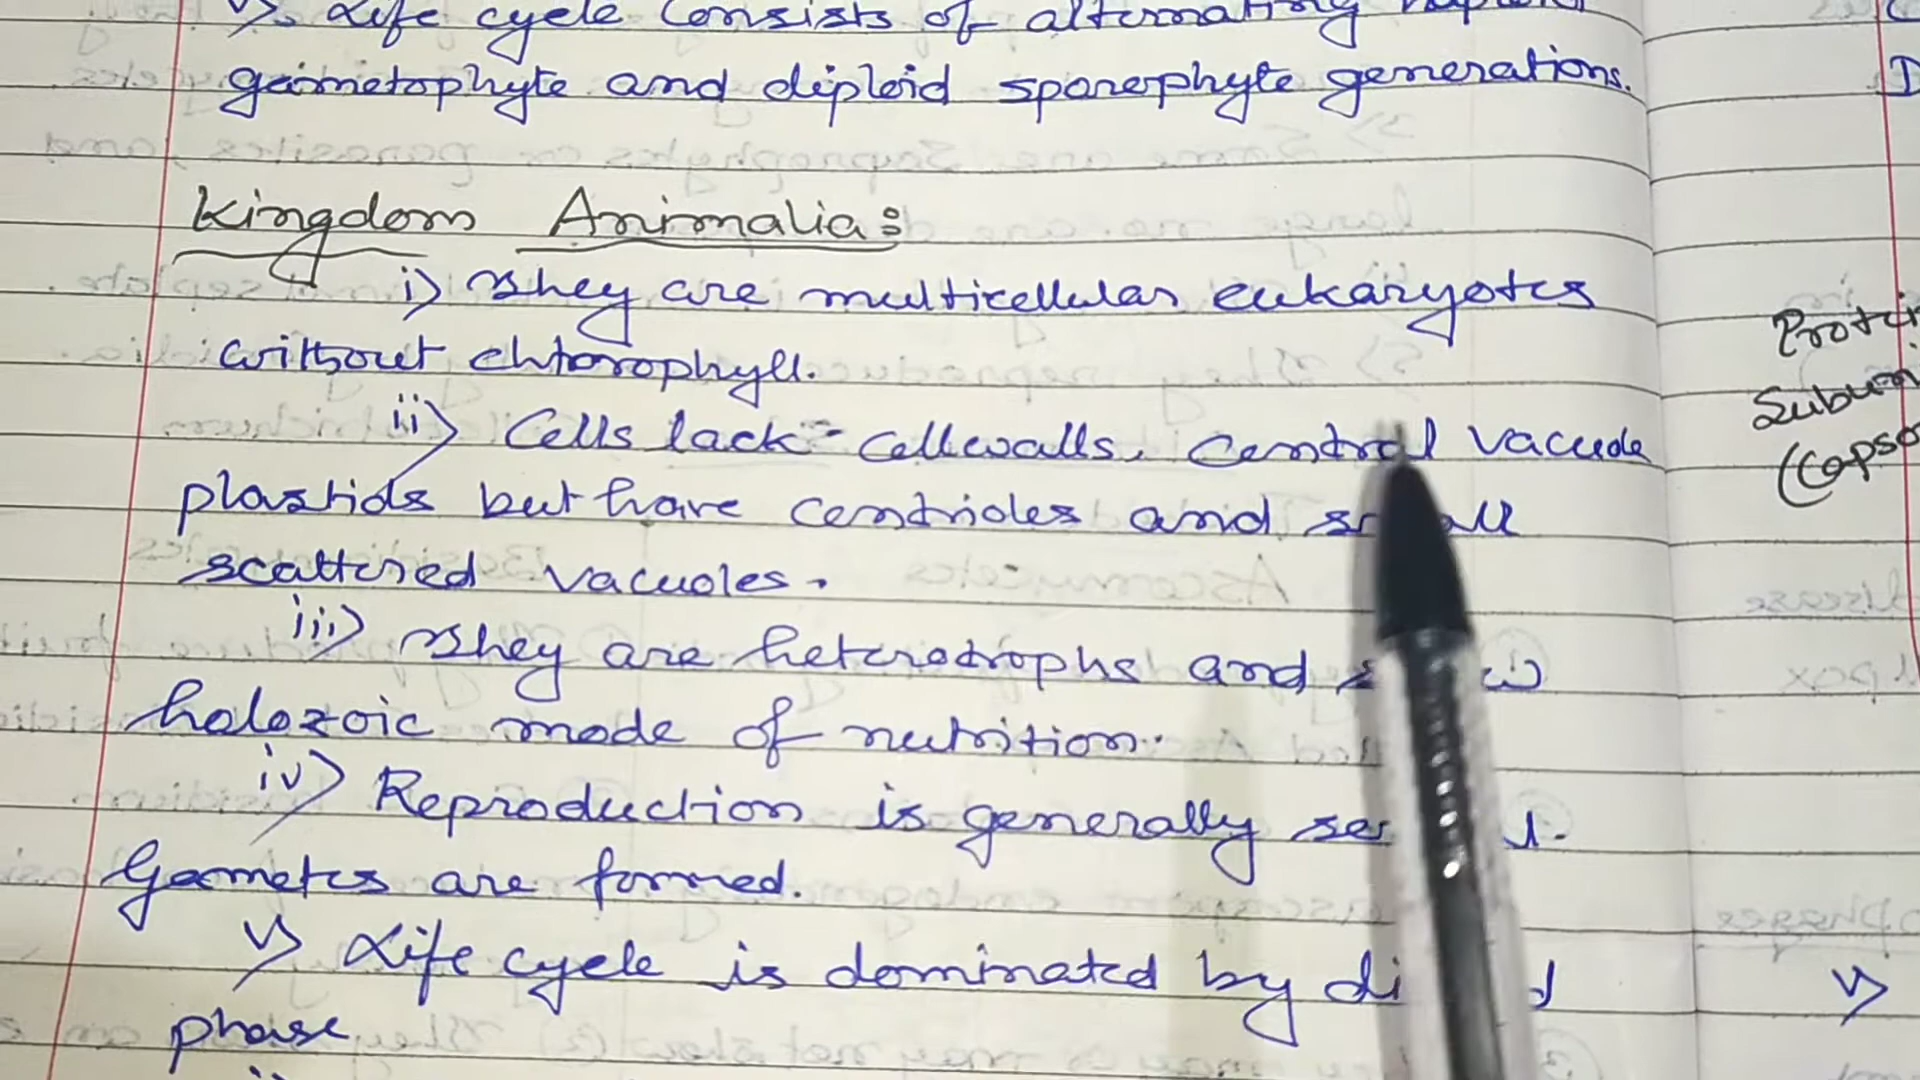 v). Life cycle consists of alternating haploid
gametophyte and diploid sporophyte generations.
Kingdom Animalia:
i) They are multicellular eukaryotes
without chlorophyll.
ii) Cells lack cellwalls, central vacuole
plastids but have centrioles and
scattered vacuoles.
iii) They are heterotrophs and
holozoic mode of nutrition.
iv) Reproduction is generally
Gametes are formed.
v) Life cycle is dominated by
phase
v)